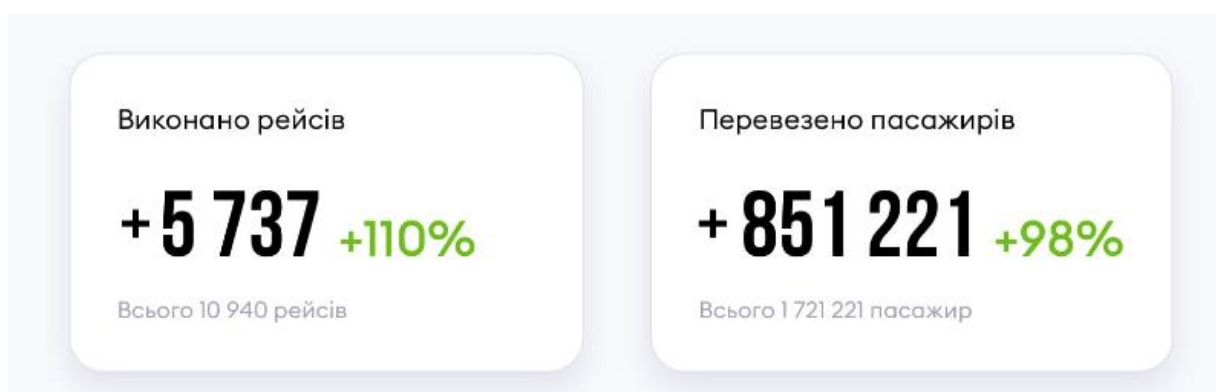 Виконано рейсів
+5 737 +110%
Всього 10 940 рейсів
Перевезено пасажирів
+ 851 221 +98%
Всього 1 721 221 пасажир